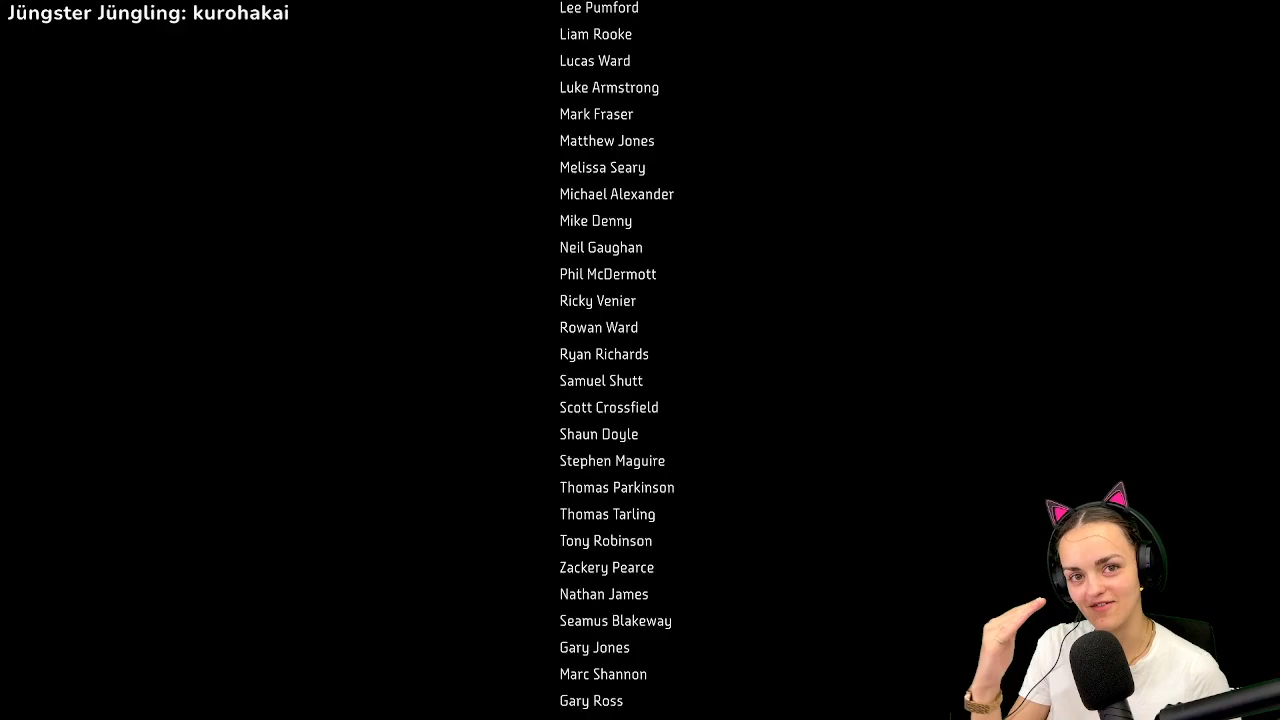 Jüngster Jüngling: kurohakai
Lee Pumford
Liam Rooke
Lucas Ward
Luke Armstrong
Mark Fraser
Matthew Jones
Melissa Seary
Michael Alexander
Mike Denny
Neil Gaughan
Phil McDermott
Ricky Venier
Rowan Ward
Ryan Richards
Samuel Shutt
Scott Crossfield
Shaun Doyle
Stephen Maguire
Thomas Parkinson
Thomas Tarling
Tony Robinson
Zackery Pearce
Nathan James
Seamus Blakeway
Gary Jones
Marc Shannon
Gary Ross